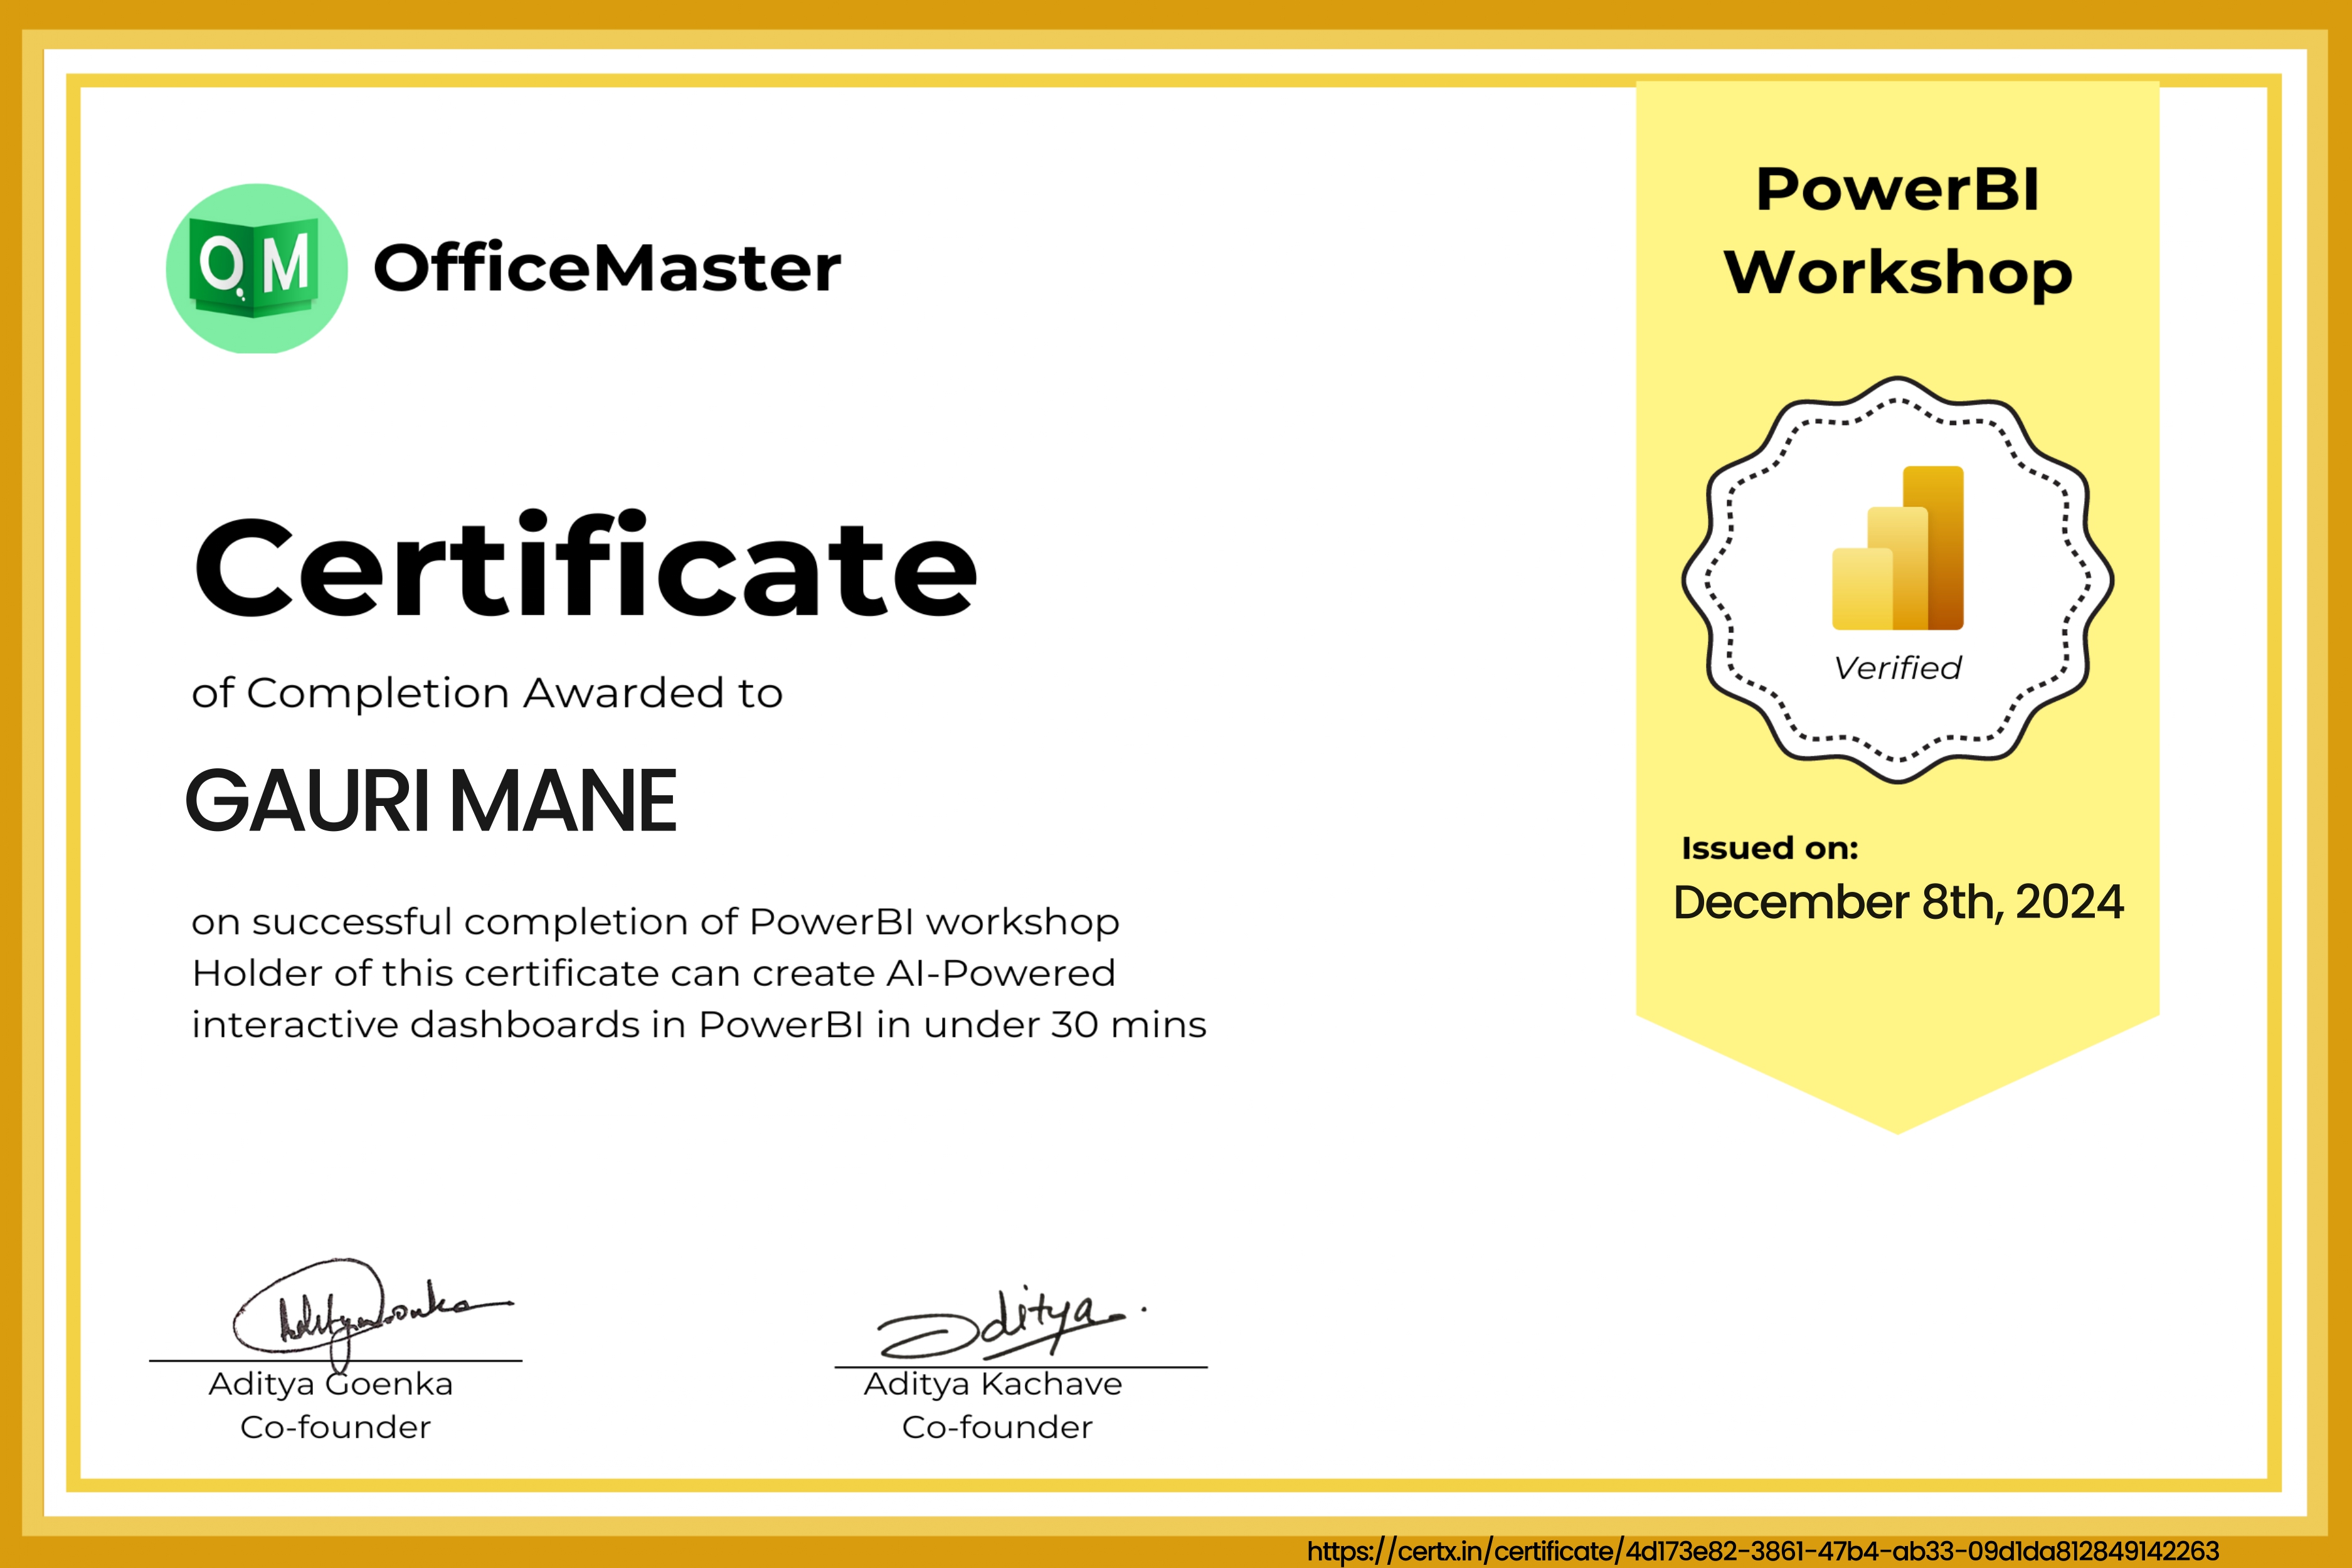 QM OfficeMaster
Certificate
of Completion Awarded to
GAURI MANE
on successful completion of PowerBI workshop
Holder of this certificate can create AI-Powered
interactive dashboards in PowerBI in under 30 mins
PowerBI
Workshop
Verified
Issued on:
December 8th, 2024
Aditya Goenka
Aditya Goenka
Co-founder
Aditya
Aditya Kachave
Co-founder
https://certx.in/certificate/4d173e82-3861-47b4-ab33-09d1da812849142263